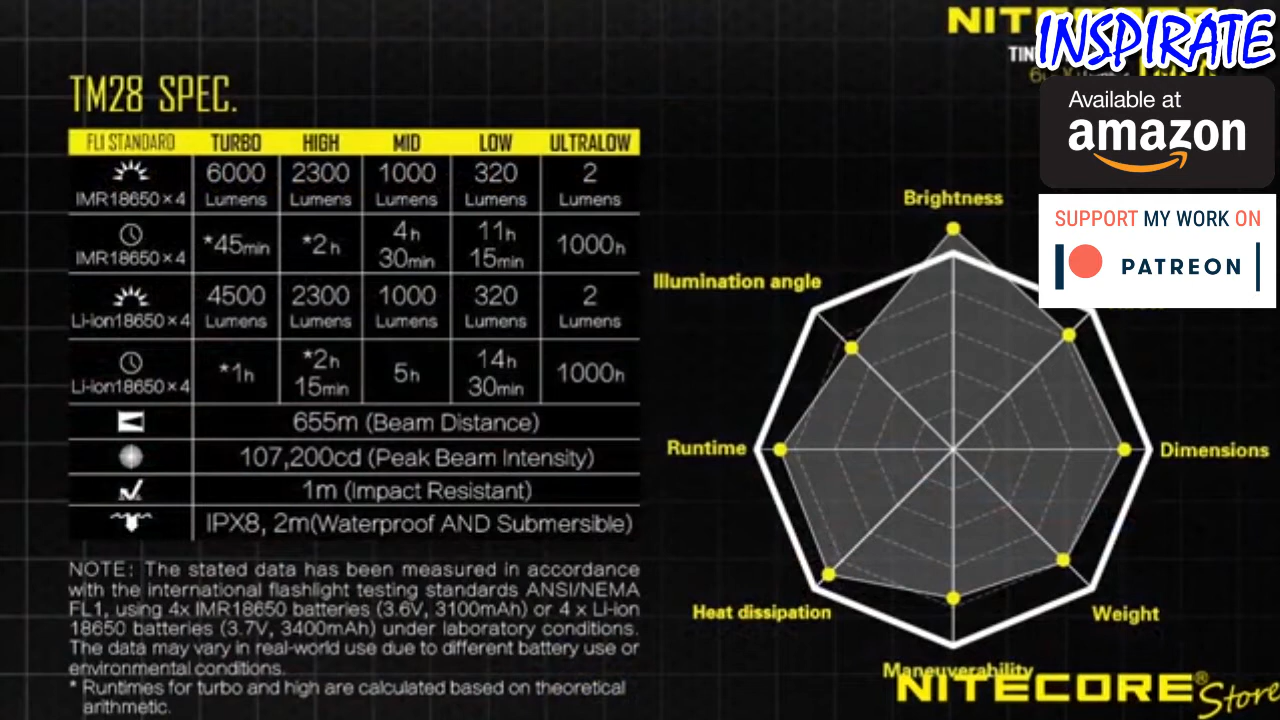 NITECORE
INSPIRATE
TIN
TM28 SPEC.
Available at
amazon
FL1 STANDARD TURBO HIGH MID LOW ULTRALOW
6000 2300 1000 320 2
IMR18650×4 Lumens Lumens Lumens Lumens Lumens
IMR18650×4 *45min *2h 4h 30min 11h 15min 1000h
4500 2300 1000 320 2
Li-ion18650×4 Lumens Lumens Lumens Lumens Lumens
Li-ion18650×4 *1h *2h 15min 5h 14h 30min 1000h
655m (Beam Distance)
107,200cd (Peak Beam Intensity)
1m (Impact Resistant)
IPX8, 2m(Waterproof AND Submersible)
NOTE: The stated data has been measured in accordance
with the international flashlight testing standards ANSI/NEMA
FL1, using 4x IMR18650 batteries (3.6V, 3100mAh) or 4 x Li-ion
18650 batteries (3.7V, 3400mAh) under laboratory conditions.
The data may vary in real-world use due to different battery use or
environmental conditions.
* Runtimes for turbo and high are calculated based on theoretical
arithmetic.
SUPPORT MY WORK ON
PATREON
Brightness
Illumination angle
Runtime
Dimensions
Heat dissipation
Weight
Maneuverability
NITECORE® Store